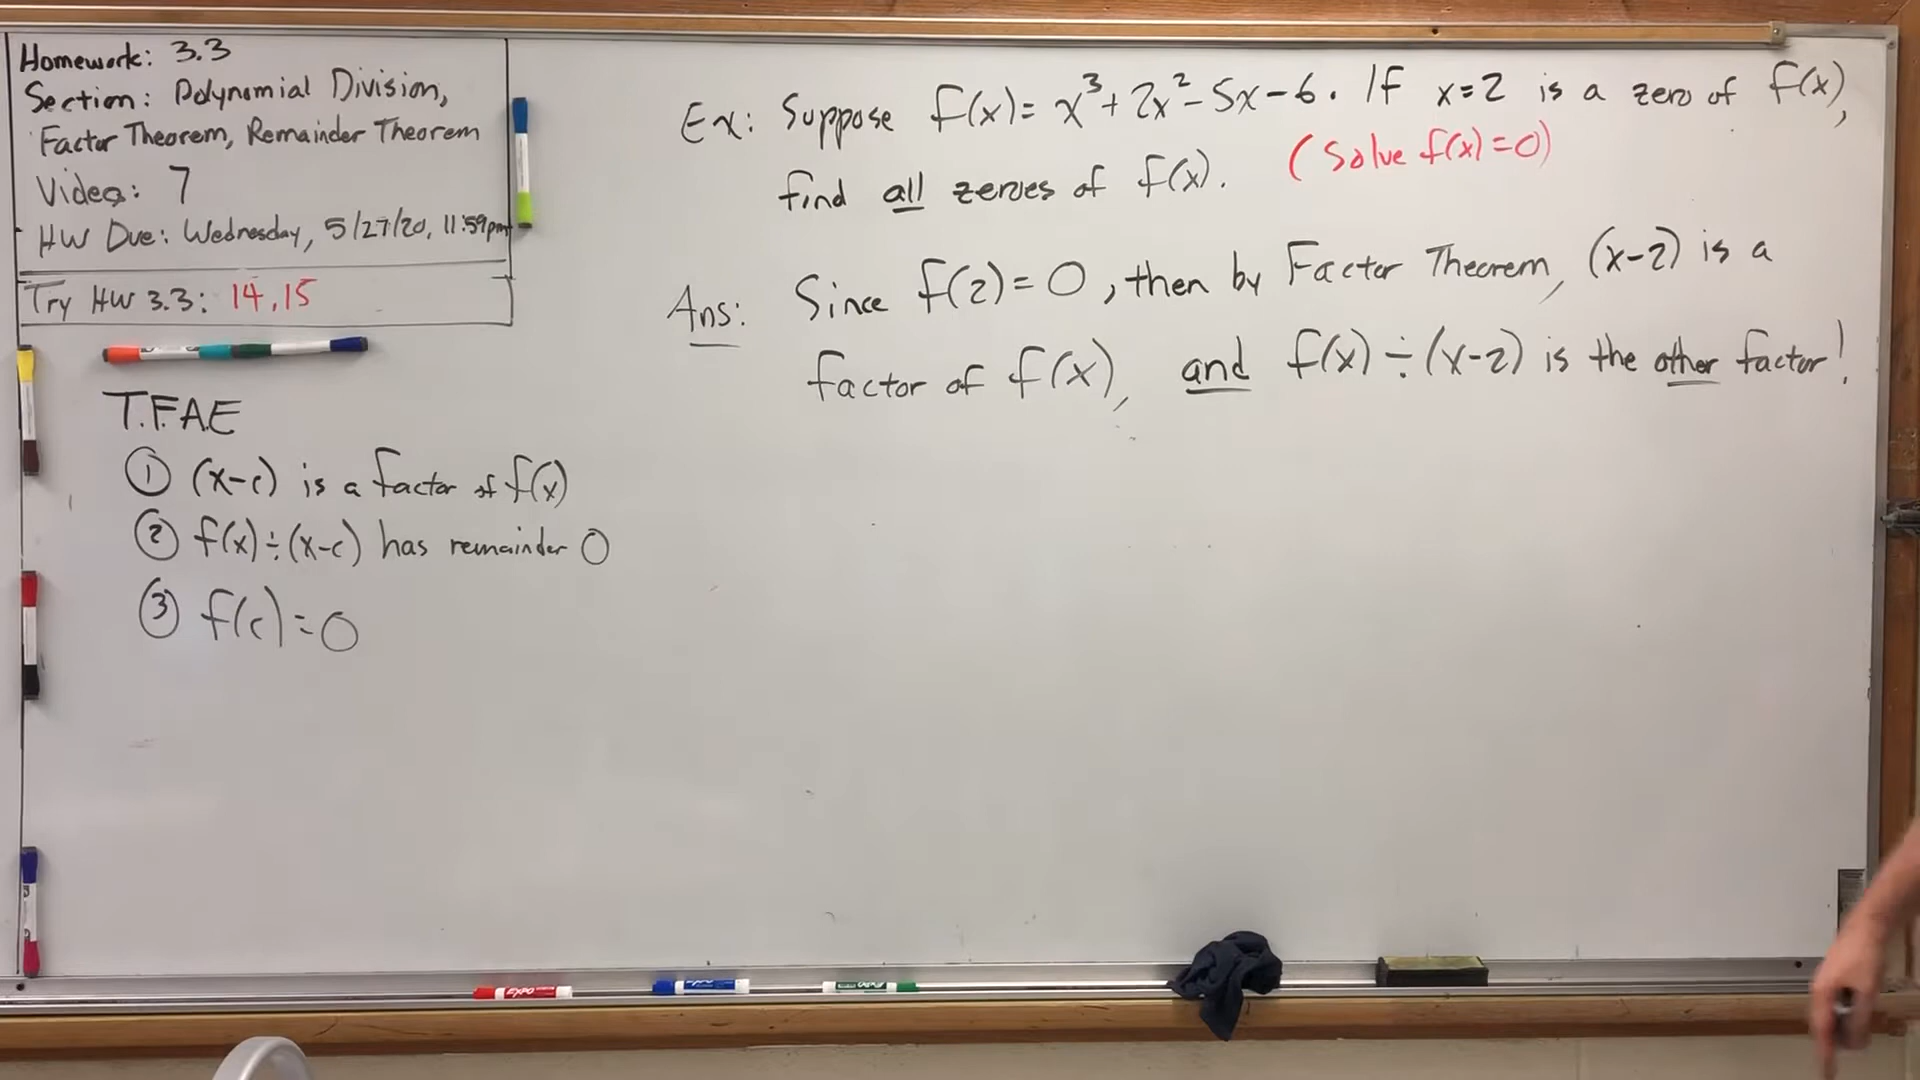 Homework: 3.3
Section: Polynomial Division,
Factor Theorem, Remainder Theorem
Video: 7
HW Due: Wednesday, 5/27/20, 11:59pm
Try HW 3.3: 14,15
T.F.A.E
① (x-c) is a factor of f(x)
② f(x)÷(x-c) has remainder 0
③ f(c)=0
Ex: Suppose f(x)= x³+2x²-5x-6. If x=2 is a zero of f(x),
find all zeroes of f(x). (Solve f(x)=0)
Ans: Since f(2)=0, then by Factor Theorem, (x-2) is a
factor of f(x), and f(x)÷(x-2) is the other factor!
EXPO